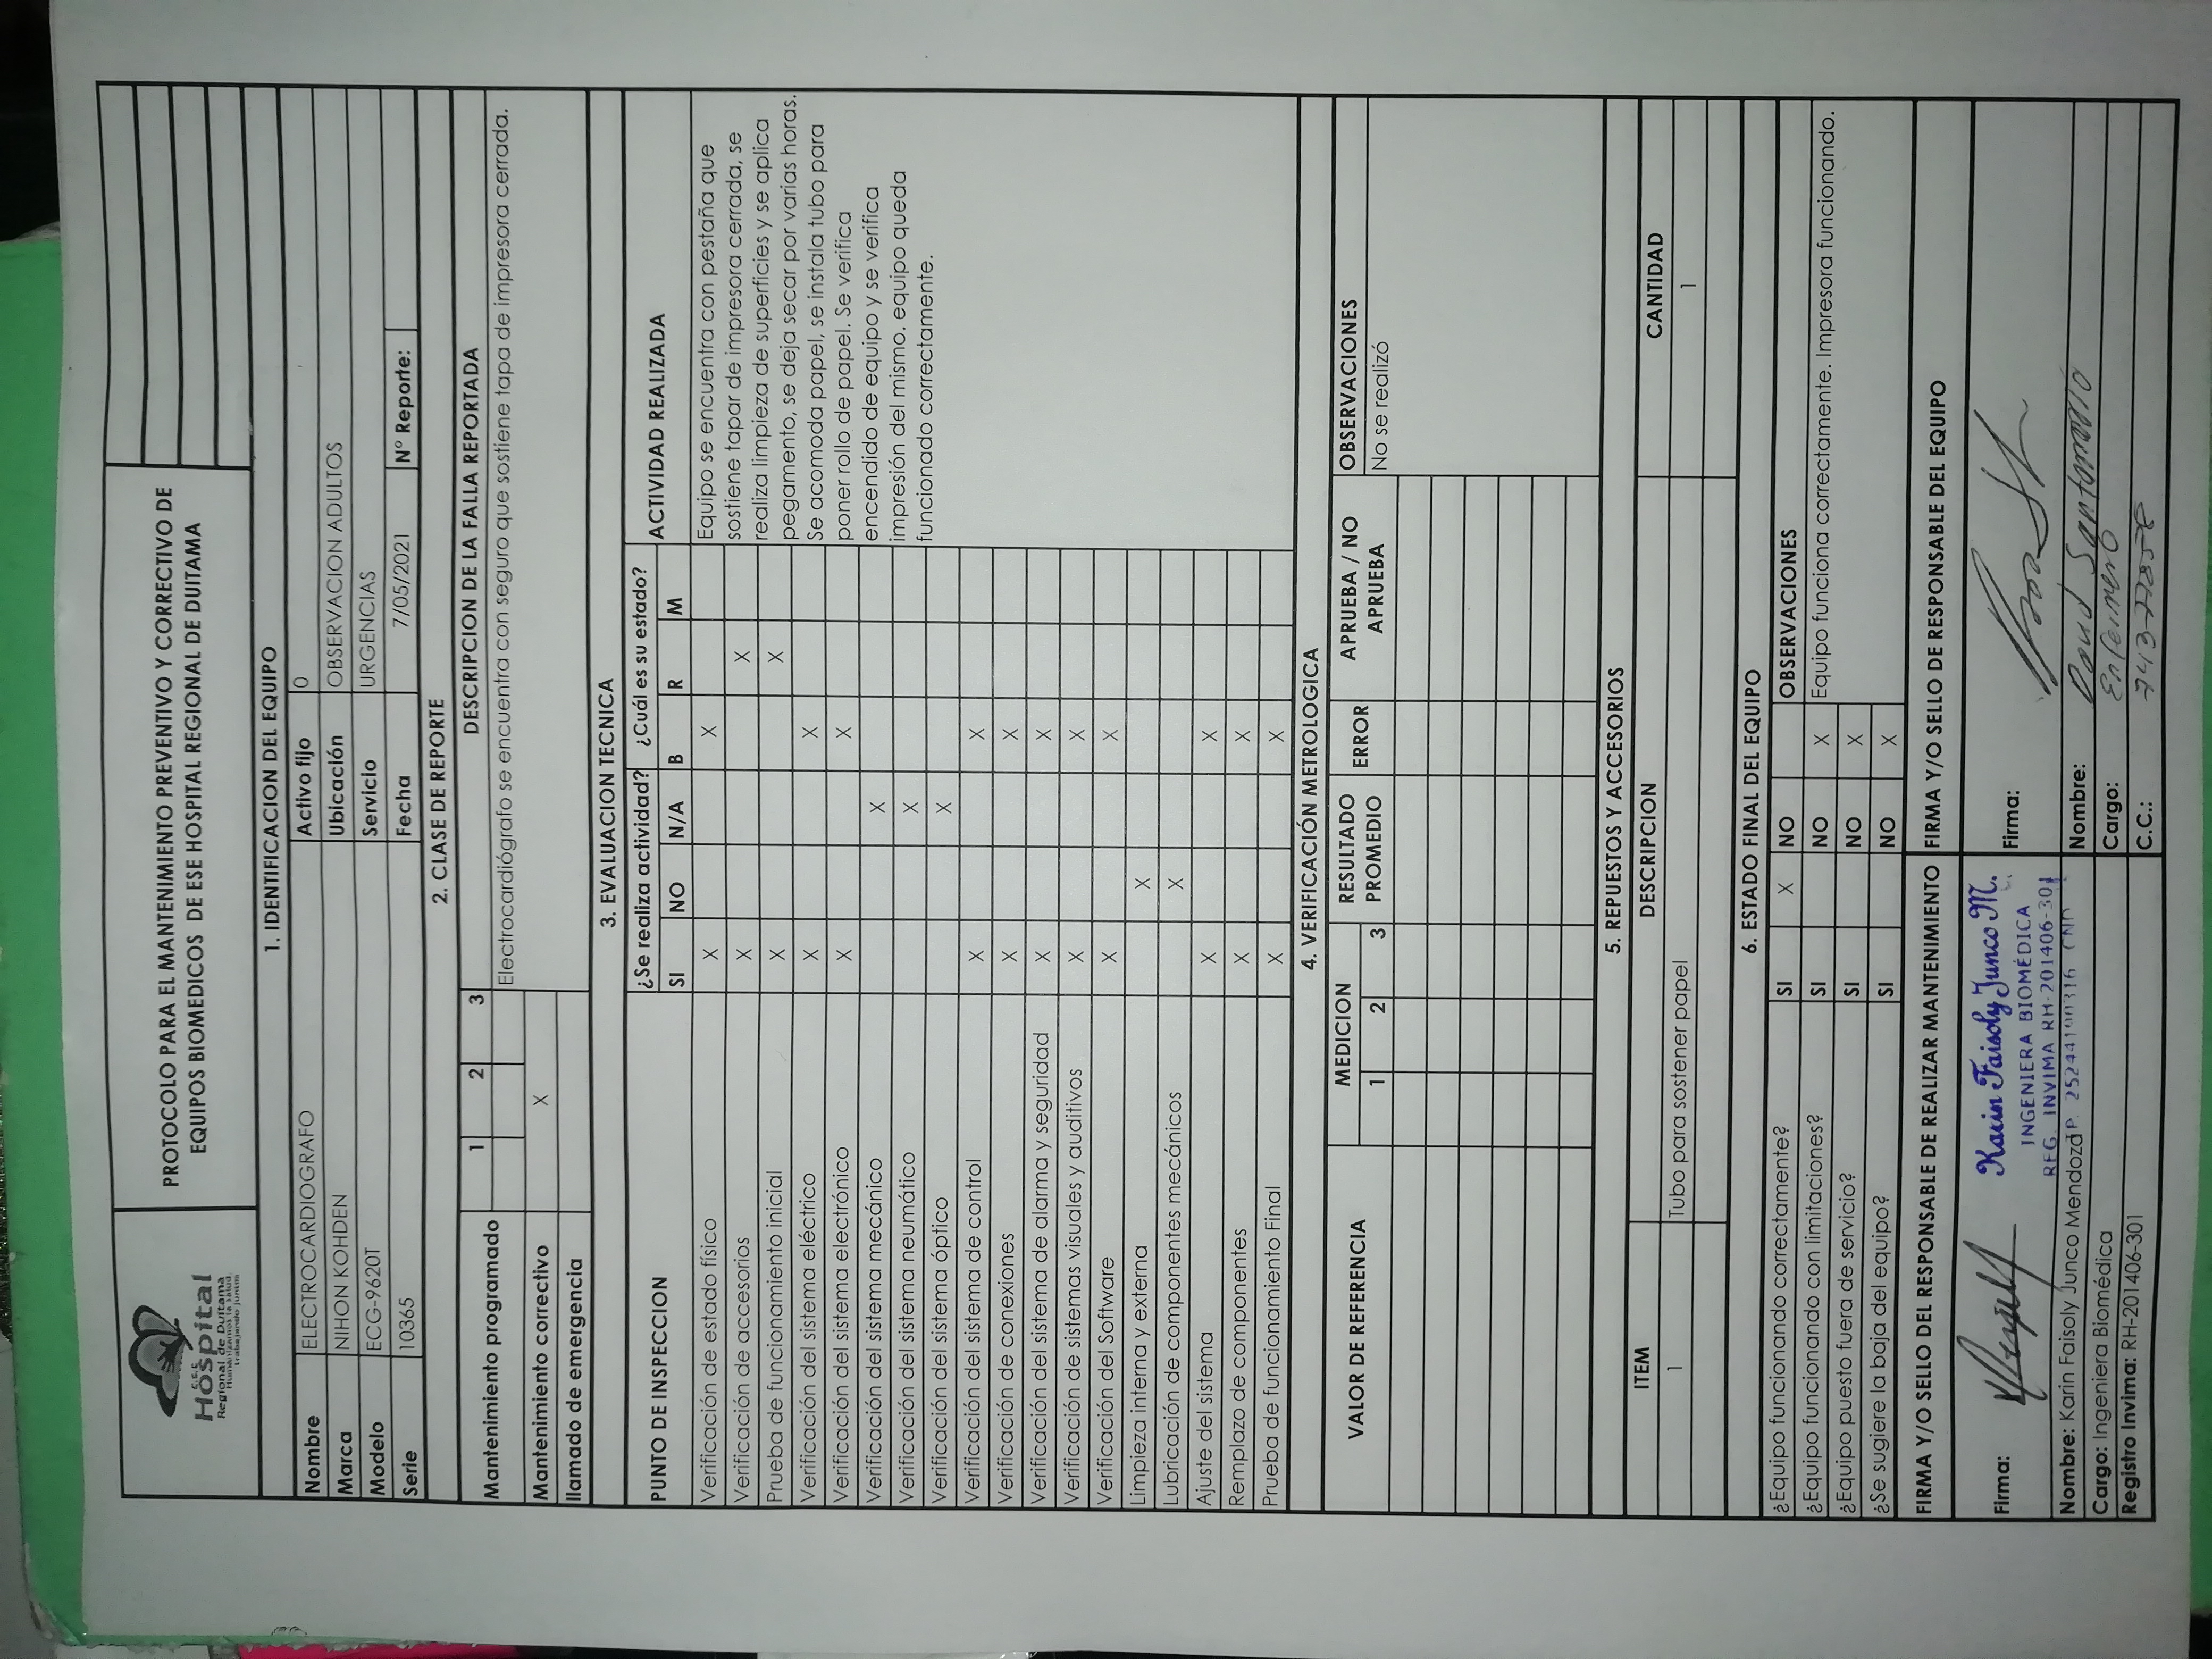 E.S.E
Hospital
Regional de Duitama
Humanizamos la salud,
trabajando juntos
PROTOCOLO PARA EL MANTENIMIENTO PREVENTIVO Y CORRECTIVO DE
EQUIPOS BIOMEDICOS DE ESE HOSPITAL REGIONAL DE DUITAMA
1. IDENTIFICACION DEL EQUIPO
Nombre ELECTROCARDIOGRAFO Activo fijo 0
Marca NIHON KOHDEN Ubicación OBSERVACION ADULTOS
Modelo ECG-9620T Servicio URGENCIAS
Serie 10365 Fecha 7/05/2021 N° Reporte:
2. CLASE DE REPORTE
Mantenimiento programado 1 2 3 DESCRIPCION DE LA FALLA REPORTADA
Electrocardiógrafo se encuentra con seguro que sostiene tapa de impresora cerrada.
Mantenimiento correctivo X
llamado de emergencia
3. EVALUACION TECNICA
PUNTO DE INSPECCION ¿Se realiza actividad? ¿Cuál es su estado? ACTIVIDAD REALIZADA
SI NO N/A B R M
Verificación de estado físico X X
Verificación de accesorios X X
Prueba de funcionamiento inicial X X
Verificación del sistema eléctrico X X
Verificación del sistema electrónico X X
Verificación del sistema mecánico X
Verificación del sistema neumático X
Verificación del sistema óptico X
Verificación del sistema de control X X
Verificación de conexiones X X
Verificación del sistema de alarma y seguridad X X
Verificación de sistemas visuales y auditivos X X
Verificación del Software X X
Limpieza interna y externa X
Lubricación de componentes mecánicos X
Ajuste del sistema X X
Remplazo de componentes X X
Prueba de funcionamiento Final X X
Equipo se encuentra con pestaña que
sostiene tapar de impresora cerrada, se
realiza limpieza de superficies y se aplica
pegamento, se deja secar por varias horas.
Se acomoda papel, se instala tubo para
poner rollo de papel. Se verifica
encendido de equipo y se verifica
impresión del mismo. equipo queda
funcionado correctamente.
4. VERIFICACIÓN METROLOGICA
VALOR DE REFERENCIA MEDICION RESULTADO PROMEDIO ERROR APRUEBA / NO APRUEBA OBSERVACIONES
1 2 3
No se realizó
5. REPUESTOS Y ACCESORIOS
ITEM DESCRIPCION CANTIDAD
1 Tubo para sostener papel 1
6. ESTADO FINAL DEL EQUIPO
¿Equipo funcionando correctamente? SI X NO OBSERVACIONES
¿Equipo funcionando con limitaciones? SI NO X Equipo funciona correctamente. Impresora funcionando.
¿Equipo puesto fuera de servicio? SI NO X
¿Se sugiere la baja del equipo? SI NO X
FIRMA Y/O SELLO DEL RESPONSABLE DE REALIZAR MANTENIMIENTO FIRMA Y/O SELLO DE RESPONSABLE DEL EQUIPO
Firma: Firma:
Karin Faisoly Junco M.
INGENIERA BIOMÉDICA
REG. INVIMA RH-201406-301
Nombre: Karin Faisoly Junco Mendoza
Cargo: Ingeniera Biomédica
Registro Invima: RH-201406-301
Nombre:
Cargo: Enfermero
C.C.: